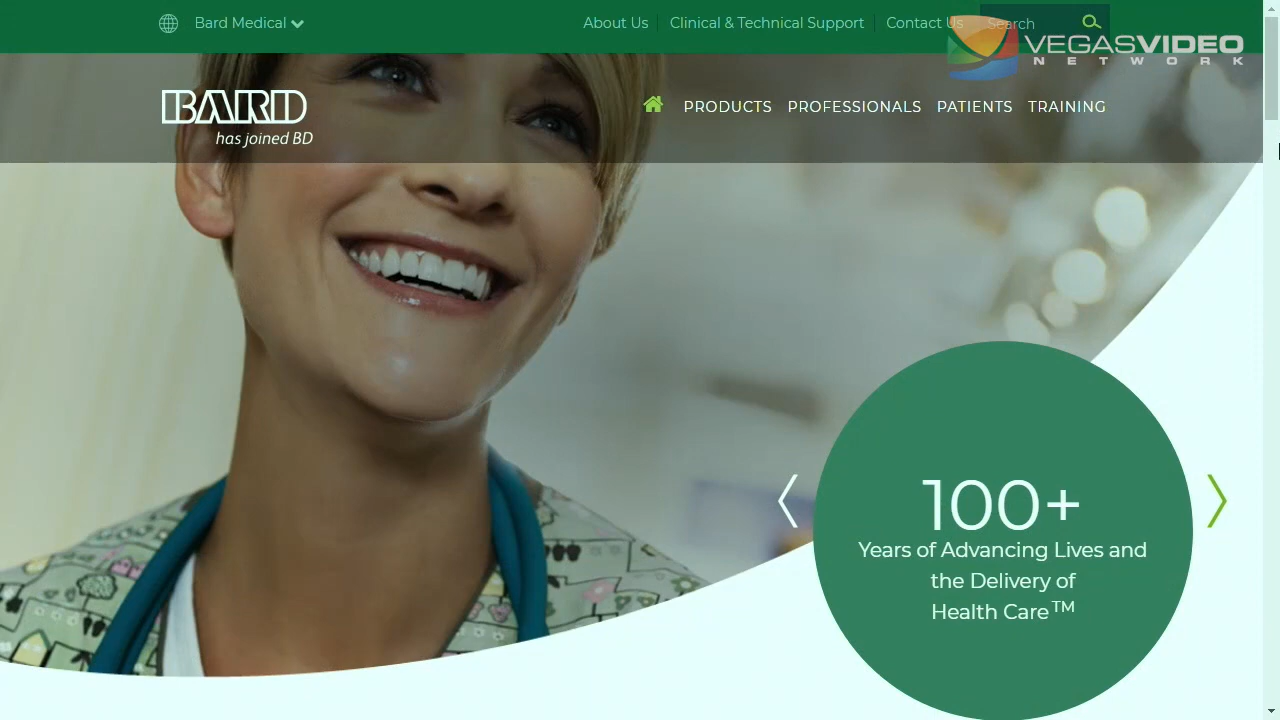 Bard Medical
About Us
Clinical & Technical Support
Contact Us
Search
VEGASVIDEO
NETWORK
BARD
has joined BD
PRODUCTS
PROFESSIONALS
PATIENTS
TRAINING
100+
Years of Advancing Lives and
the Delivery of
Health Care™